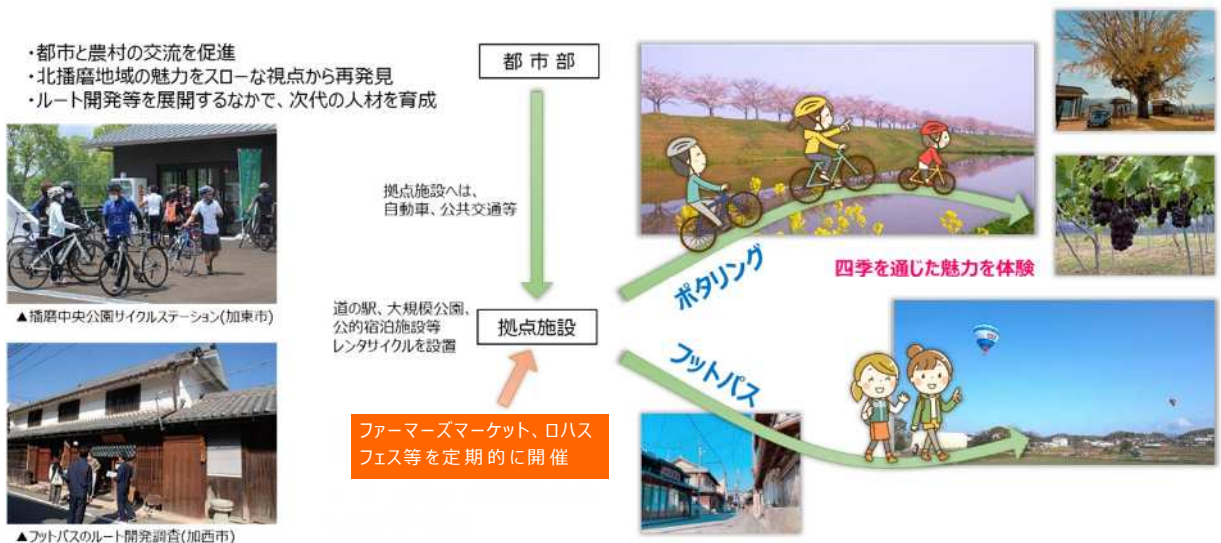 ・都市と農村の交流を促進
・北播磨地域の魅力をスローな視点から再発見
・ルート開発等を展開するなかで、次代の人材を育成
▲播磨中央公園サイクルステーション(加東市)
▲フットパスのルート開発調査(加西市)
都市部
拠点施設へは、
自動車、公共交通等
道の駅、大規模公園、
公的宿泊施設等
レンタサイクルを設置
拠点施設
ファーマーズマーケット、ロハス
フェス等を定期的に開催
ポタリング
四季を通じた魅力を体験
フットパス